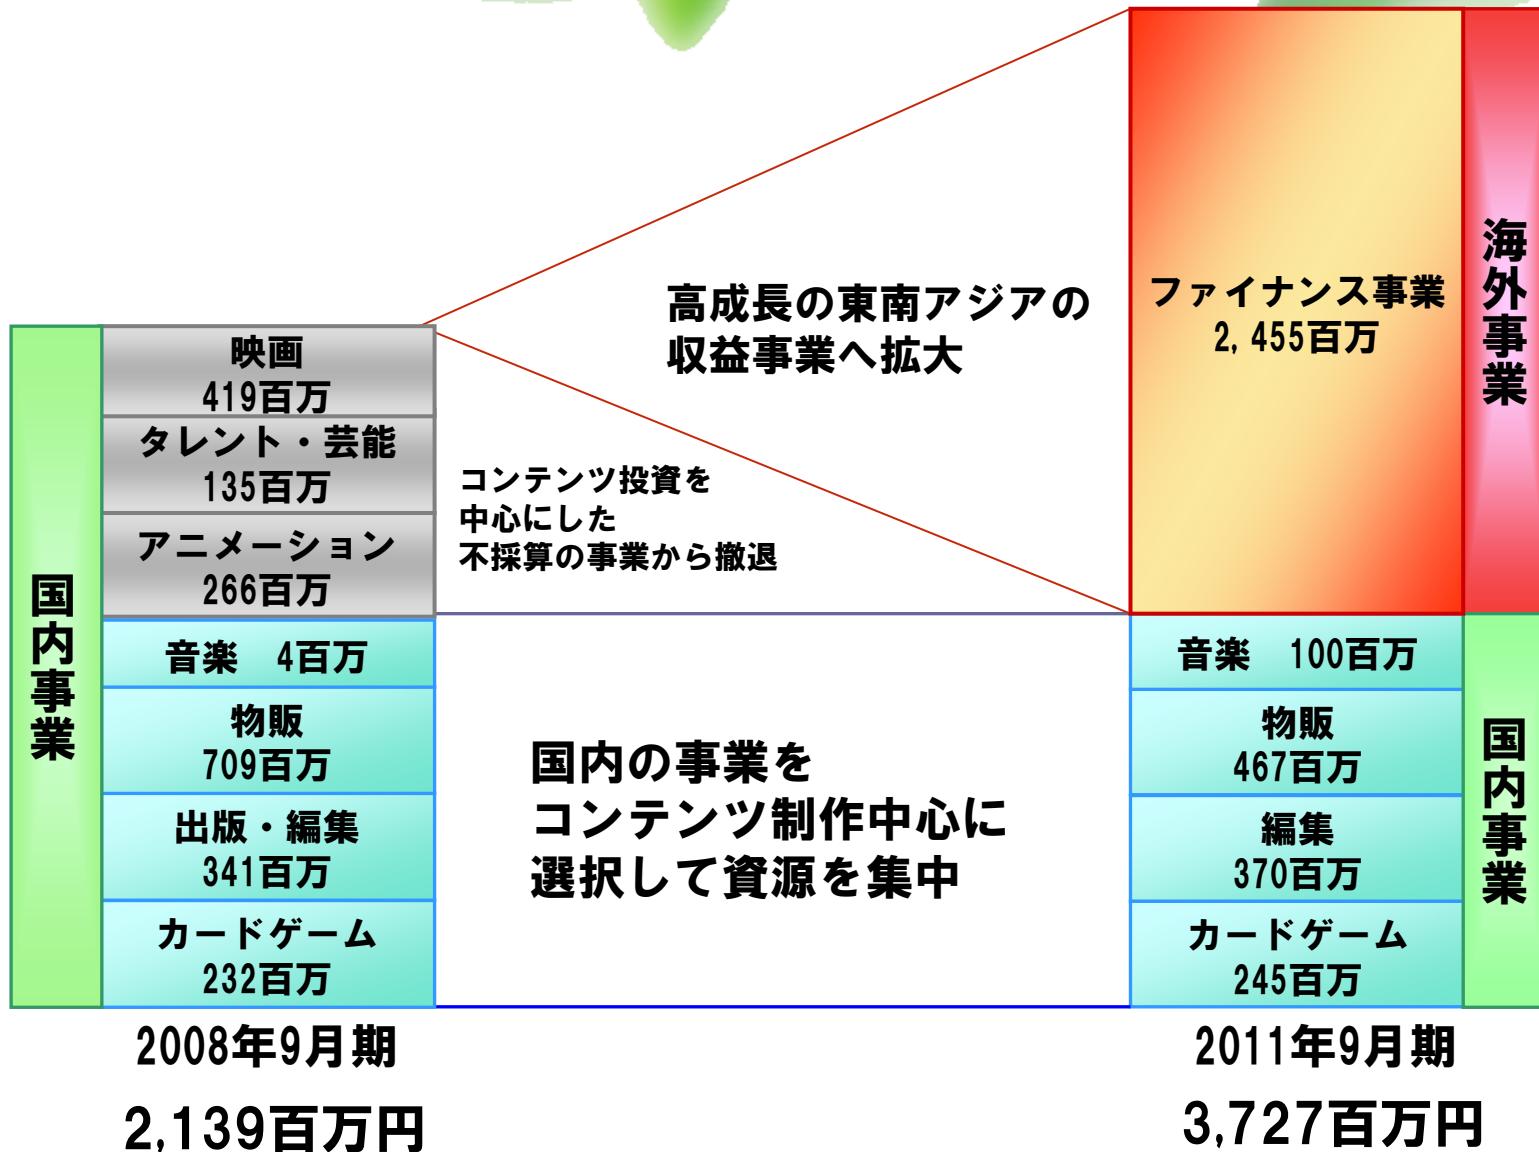 国内事業
映画
419百万
タレント・芸能
135百万
アニメーション
266百万
音楽　4百万
物販
709百万
出版・編集
341百万
カードゲーム
232百万
2008年9月期
2,139百万円
高成長の東南アジアの
収益事業へ拡大
コンテンツ投資を
中心にした
不採算の事業から撤退
国内の事業を
コンテンツ制作中心に
選択して資源を集中
ファイナンス事業
2,455百万
海外事業
音楽　100百万
物販
467百万
編集
370百万
カードゲーム
245百万
国内事業
2011年9月期
3,727百万円